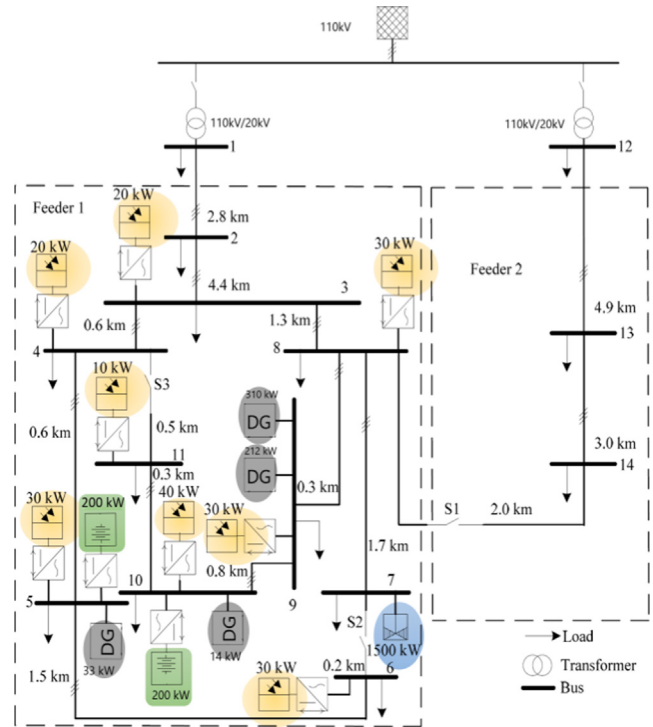 110kV
110kV/20kV
110kV/20kV
1
12
Feeder 1
20 kW
2.8 km
2
20 kW
30 kW
Feeder 2
4.4 km
3
0.6 km
1.3 km
4.9 km
4
8
13
10 kW
S3
310 kW
DG
0.6 km
0.5 km
212 kW
DG
3.0 km
11
14
0.3 km
0.3 km
30 kW
200 kW
40 kW
30 kW
S1
2.0 km
1.7 km
0.8 km
10
7
5
9
DG
33 kW
DG
14 kW
S2
1500 kW
Load
1.5 km
200 kW
30 kW
0.2 km
6
Transformer
Bus